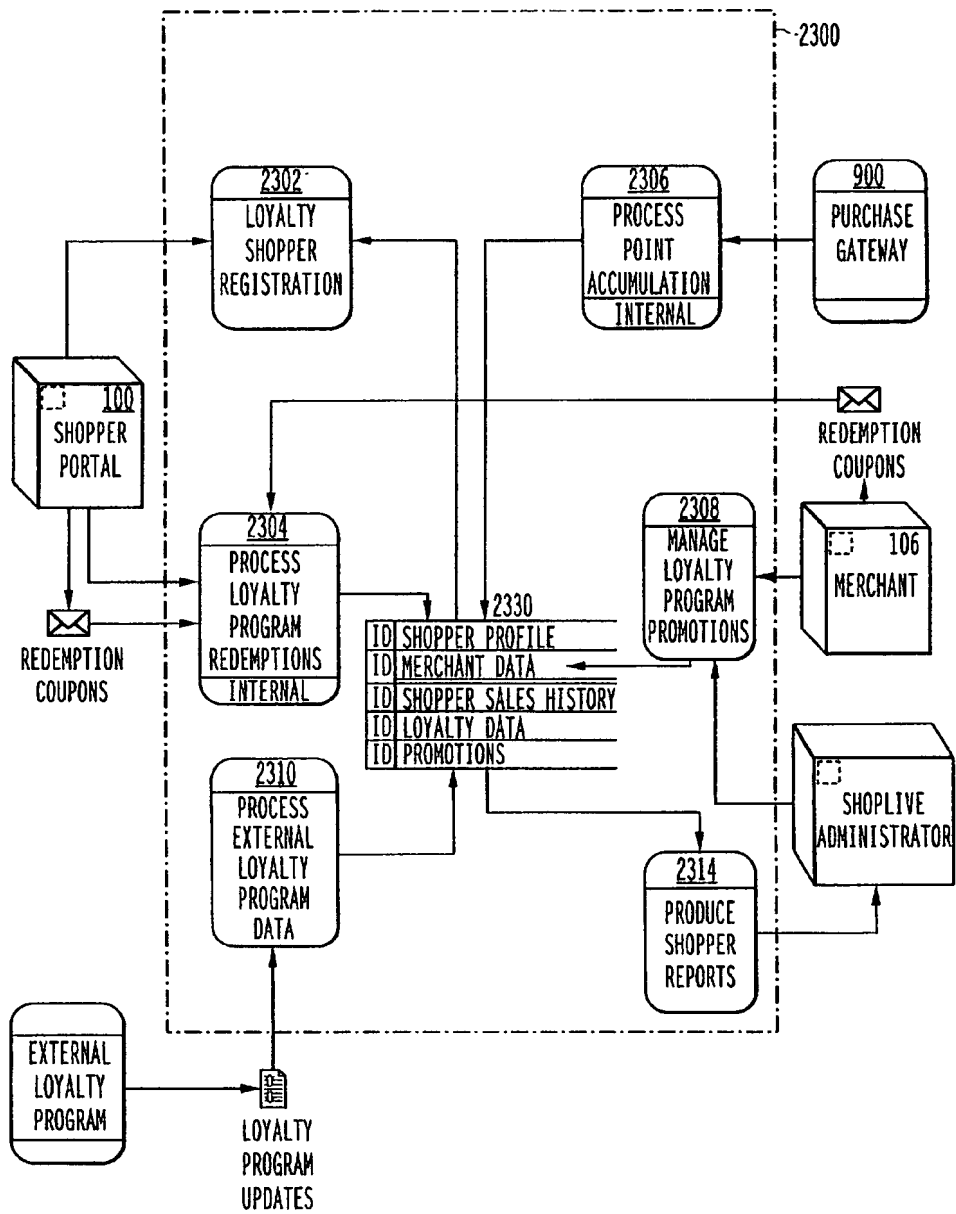 2300
2302
LOYALTY
SHOPPER
REGISTRATION
2306
PROCESS
POINT
ACCUMULATION
INTERNAL
900
PURCHASE
GATEWAY
100
SHOPPER
PORTAL
REDEMPTION
COUPONS
2304
PROCESS
LOYALTY
PROGRAM
REDEMPTIONS
INTERNAL
2308
MANAGE
LOYALTY
PROGRAM
PROMOTIONS
106
MERCHANT
REDEMPTION
COUPONS
2330
ID SHOPPER PROFILE
ID MERCHANT DATA
ID SHOPPER SALES HISTORY
ID LOYALTY DATA
ID PROMOTIONS
2310
PROCESS
EXTERNAL
LOYALTY
PROGRAM
DATA
SHOPLIVE
ADMINISTRATOR
2314
PRODUCE
SHOPPER
REPORTS
EXTERNAL
LOYALTY
PROGRAM
LOYALTY
PROGRAM
UPDATES